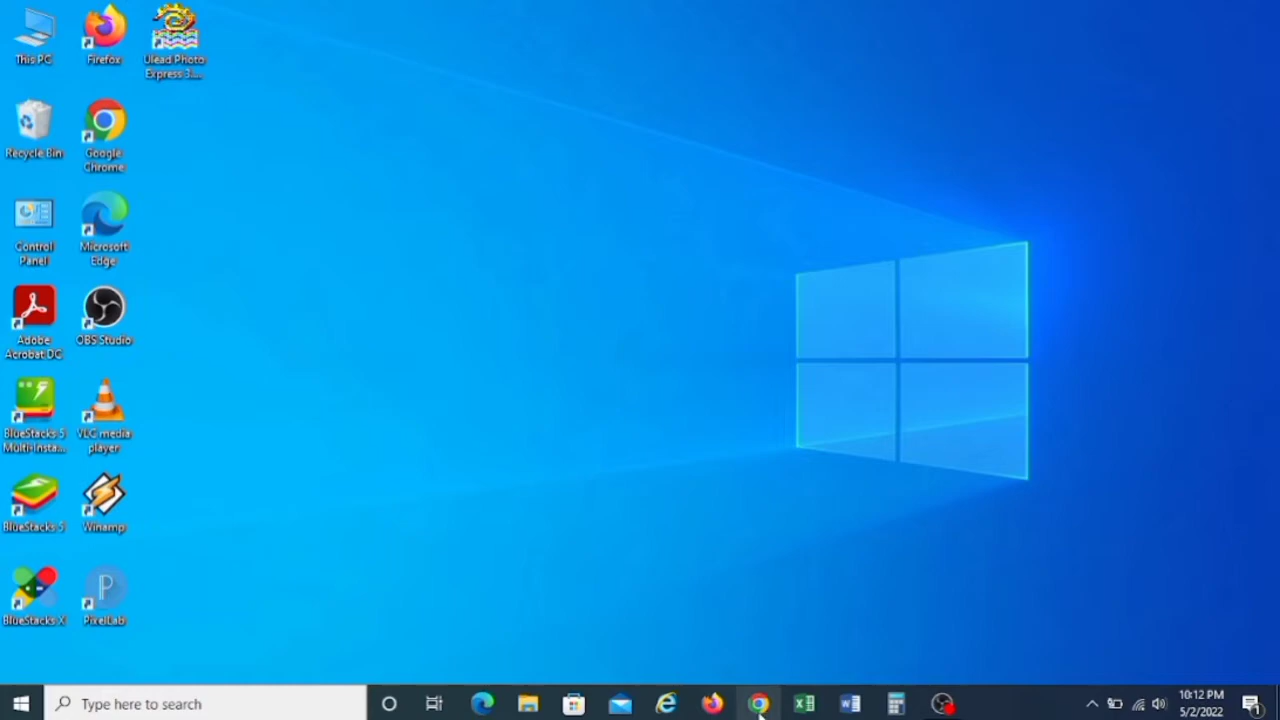 This PC
Firefox
Ulead Photo
Express 3....
Recycle Bin
Google
Chrome
Control
Panel
Microsoft
Edge
Adobe
Acrobat DC
OBS Studio
BlueStacks 5
Multi-Insta...
VLC media
player
BlueStacks 5
Winamp
BlueStacks X
PixelLab
Type here to search
10:12 PM
5/2/2022
1